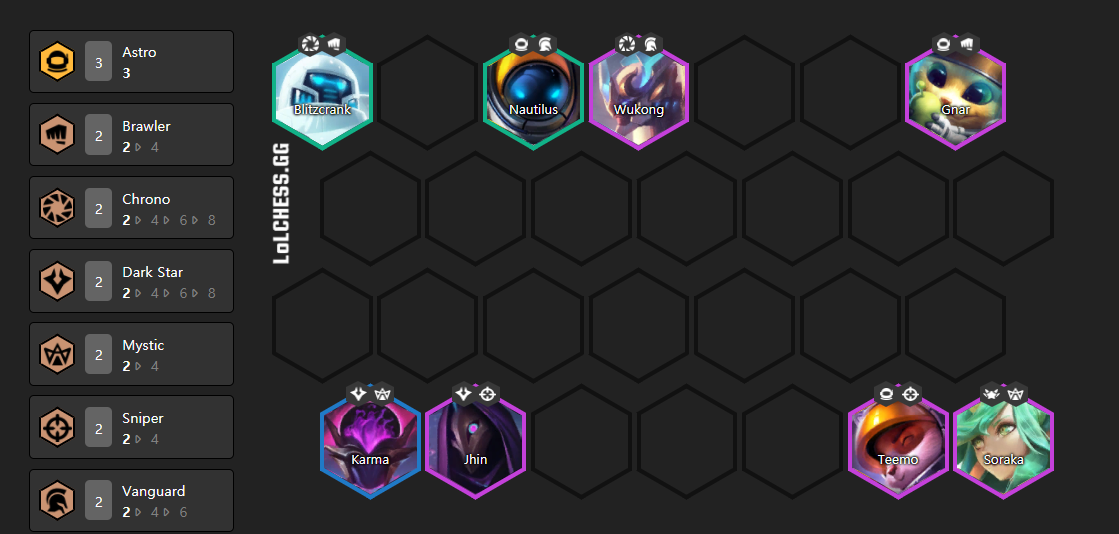 3
Astro
3
2
Brawler
2 4
2
Chrono
2 4 6 8
2
Dark Star
2 4 6 8
2
Mystic
2 4
2
Sniper
2 4
2
Vanguard
2 4 6
LoLCHESS.GG
Blitzcrank
Nautilus
Wukong
Gnar
Karma
Jhin
Teemo
Soraka